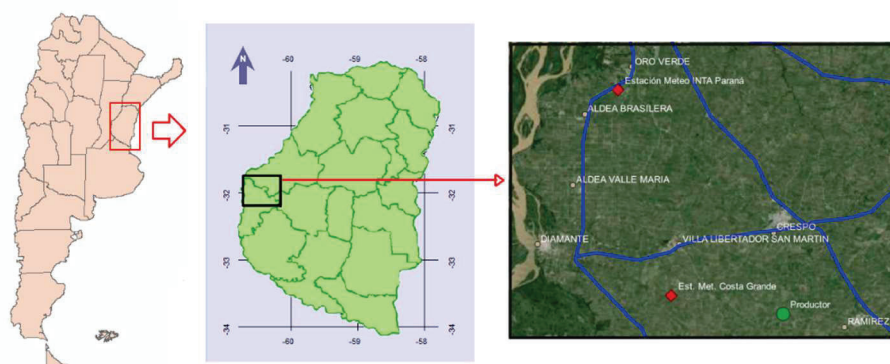 N
-60 -59 -58
-31 -31
-32 -32
-33 -33
-34 -34
-60 -59 -58
ORO VERDE
Estación Meteo INTA Paraná
ALDEA BRASILERA
ALDEA VALLE MARIA
CRESPO
DIAMANTE
VILLA LIBERTADOR SAN MARTIN
Est. Met. Costa Grande
Productor
RAMIREZ